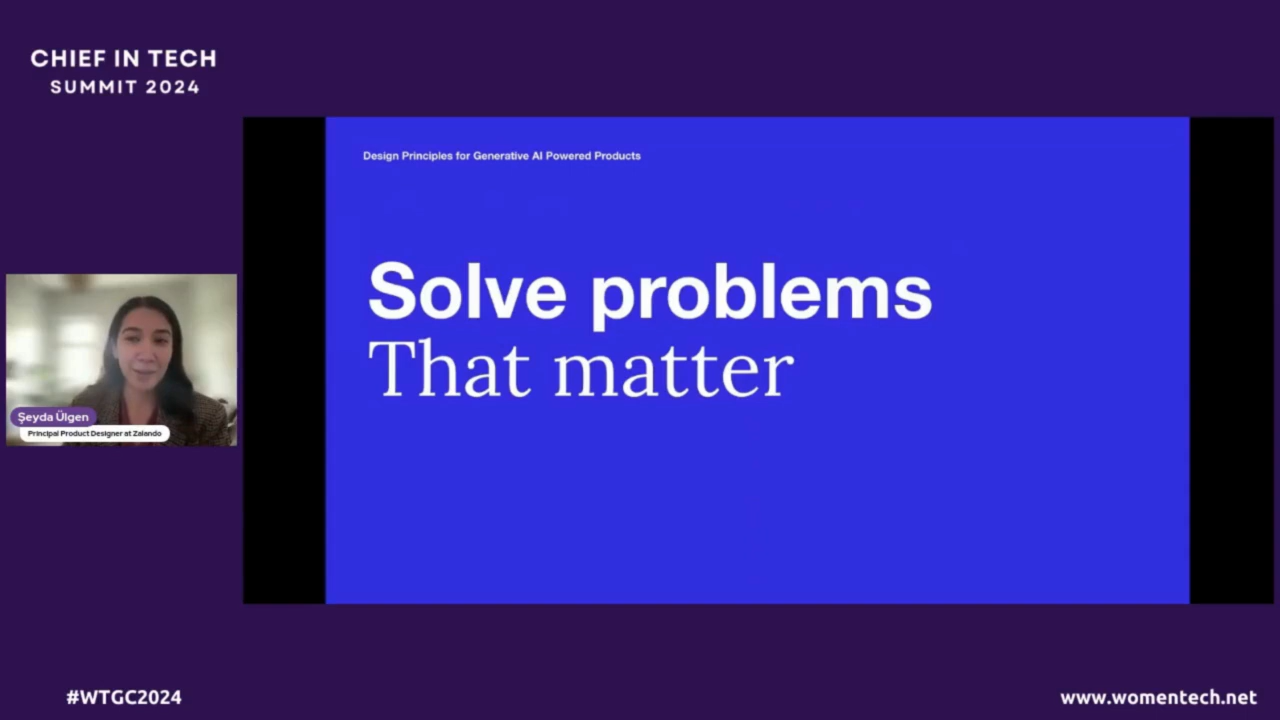 CHIEF IN TECH
SUMMIT 2024
Design Principles for Generative AI Powered Products
Solve problems
That matter
Şeyda Ülgen
Principal Product Designer at Zalando
#WTGC2024
www.womentech.net